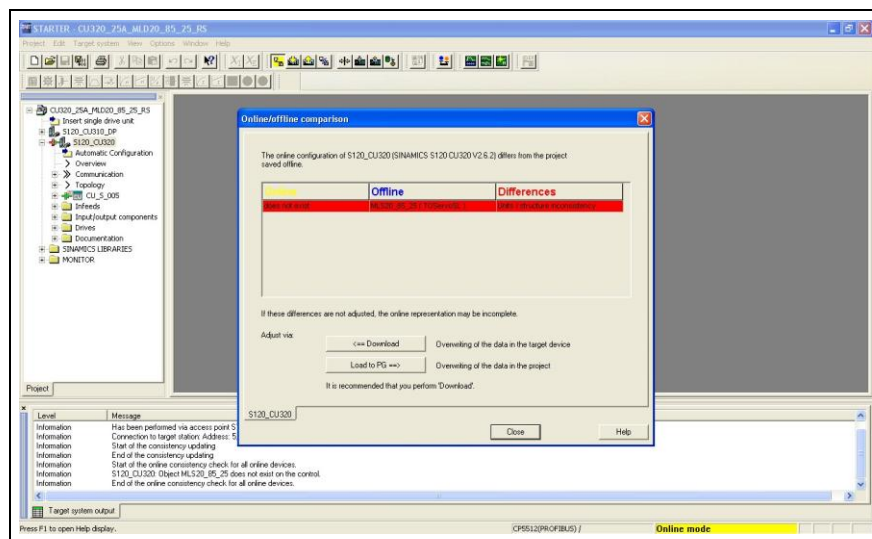 STARTER - CU320_25A_MLD20_85_25_RS
Project Edit Target system View Options Window Help
CU320_25A_MLD20_85_25_RS
Insert single drive unit
S120_CU310_DP
S120_CU320
Automatic Configuration
Overview
Communication
Topology
CU_S_005
Infeeds
Input/output components
Drives
Documentation
SINAMICS LIBRARIES
MONITOR
Project
Online/offline comparison
The online configuration of S120_CU320 (SINAMICS S120 CU320 V2.6.2) differs from the project
saved offline.
Online Offline Differences
does not exist MLS20_85_25 Units / structure inconsistency
If these differences are not adjusted, the online representation may be incomplete.
Adjust via:
<== Download Overwriting of the data in the target device
Load to PG ==> Overwriting of the data in the project
It is recommended that you perform 'Download'.
S120_CU320
Close Help
Level Message
Information Has been performed via access point S
Information Connection to target station: Address: 5,
Information Start of the consistency updating
Information End of the consistency updating
Information Start of the online consistency check for all online devices.
Information S120_CU320: Object MLS20_85_25 does not exist on the control.
Information End of the online consistency check for all online devices.
Target system output
Press F1 to open Help display. CP5512(PROFIBUS) / Online mode